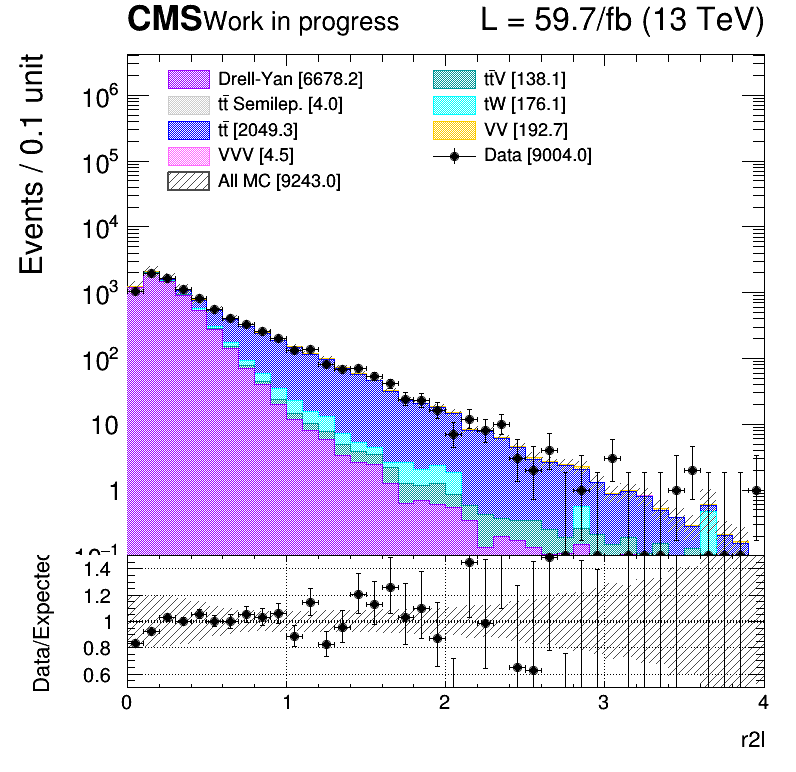 CMS Work in progress L = 59.7/fb (13 TeV)
Events / 0.1 unit
Drell-Yan [6678.2]
tt̄V [138.1]
tt̄ Semilep. [4.0]
tW [176.1]
tt̄ [2049.3]
VV [192.7]
VVV [4.5]
Data [9004.0]
All MC [9243.0]
10⁶
10⁵
10⁴
10³
10²
10
1
10⁻¹
Data/Expected
1.4
1.2
1
0.8
0.6
0 1 2 3 4
r2l